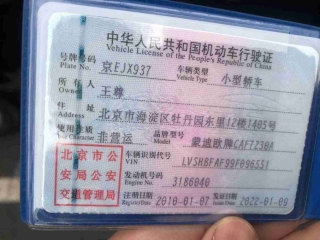 中华人民共和国机动车行驶证
Vehicle License of the People's Republic of China
号牌号码 京EJX937 车辆类型 小型轿车
Plate No. Vehicle Type
所有人 王尊
Owner
住址 北京市海淀区牡丹园东里12楼1405号
Address
使用性质 非营运 品牌型号 蒙迪欧牌CAF7230A
车辆识别代号 LVSHBFAF99F098551
VIN
北京市公
安局公安
交通管理局
发动机号码 3186040
Engine No.
注册日期 2010-01-07 发证日期 2022-01-09
Register Date Issue Date